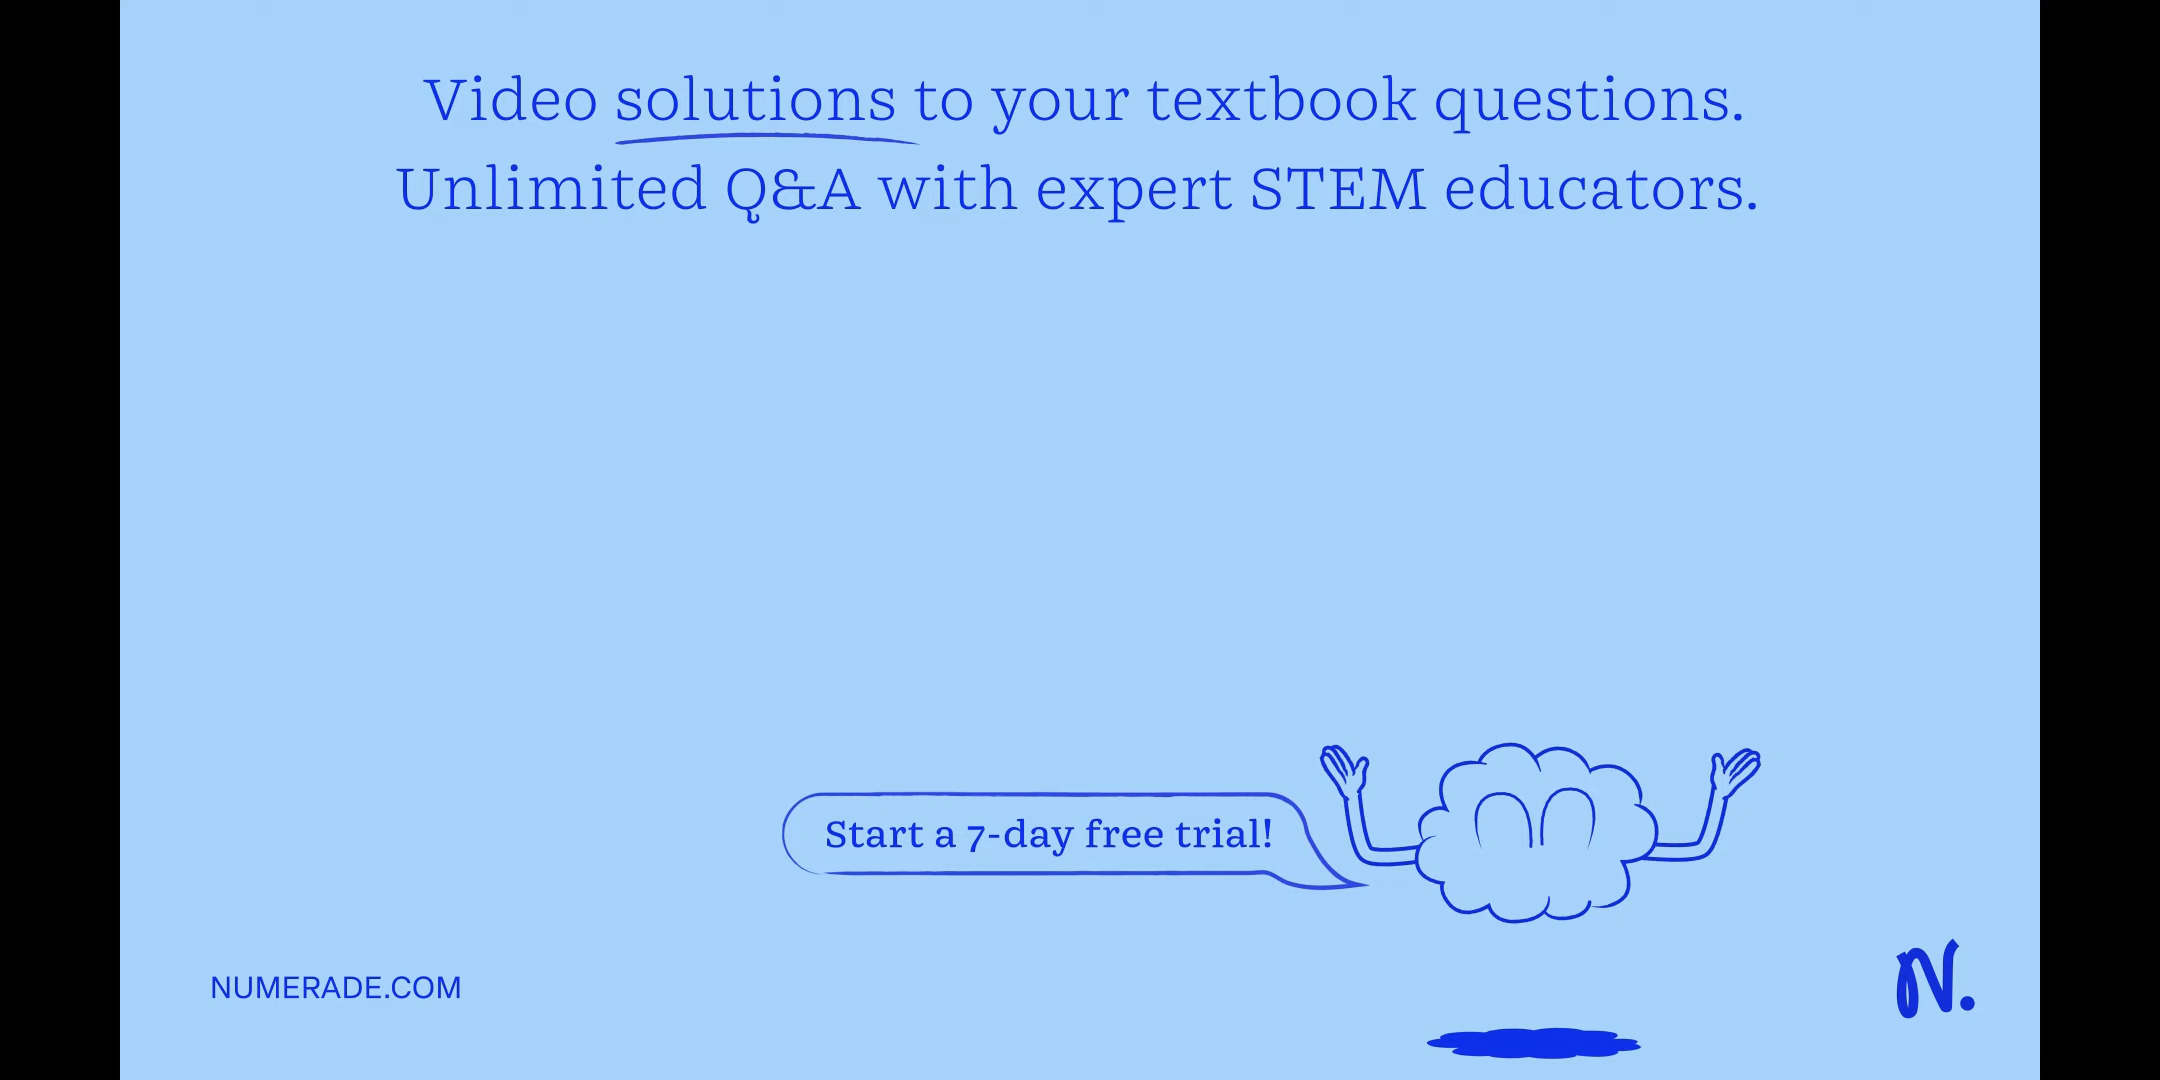 Video solutions to your textbook questions.
Unlimited Q&A with expert STEM educators.
Start a 7-day free trial!
NUMERADE.COM
N.